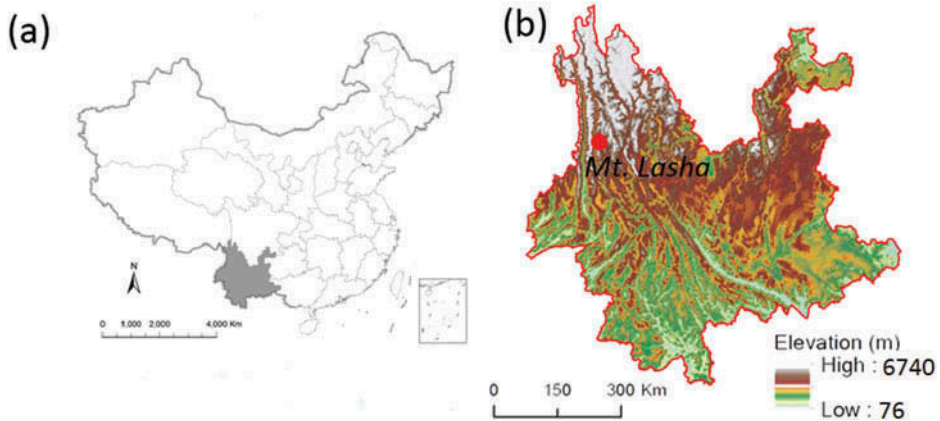 (a)
N
0 1,000 2,000 4,000 Km
(b)
Mt. Lasha
Elevation (m)
High : 6740
Low : 76
0 150 300 Km